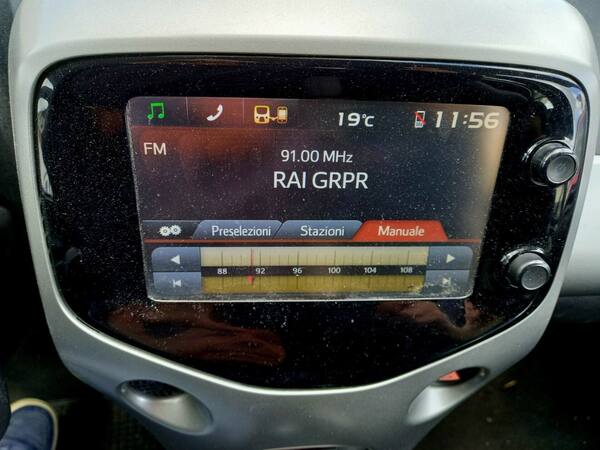 19°C 11:56
FM
91.00 MHz
RAI GRPR
Preselezioni Stazioni Manuale
88 92 96 100 104 108